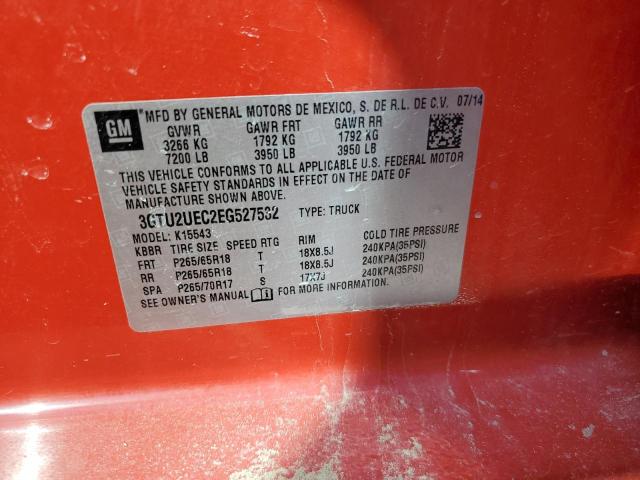 GM
MFD BY GENERAL MOTORS DE MEXICO, S. DE R.L. DE C.V. 07/14
GVWR GAWR FRT GAWR RR
3266 KG 1792 KG 1792 KG
7200 LB 3950 LB 3950 LB
THIS VEHICLE CONFORMS TO ALL APPLICABLE U.S. FEDERAL MOTOR
VEHICLE SAFETY STANDARDS IN EFFECT ON THE DATE OF
MANUFACTURE SHOWN ABOVE.
3GTU2UEC2EG527532 TYPE: TRUCK
MODEL: K15543
KBBR TIRE SIZE SPEED RTG RIM COLD TIRE PRESSURE
FRT P265/65R18 T 18X8.5J 240KPA(35PSI)
RR P265/65R18 T 18X8.5J 240KPA(35PSI)
SPA P265/70R17 S 17X7J 240KPA(35PSI)
SEE OWNER'S MANUAL FOR MORE INFORMATION.